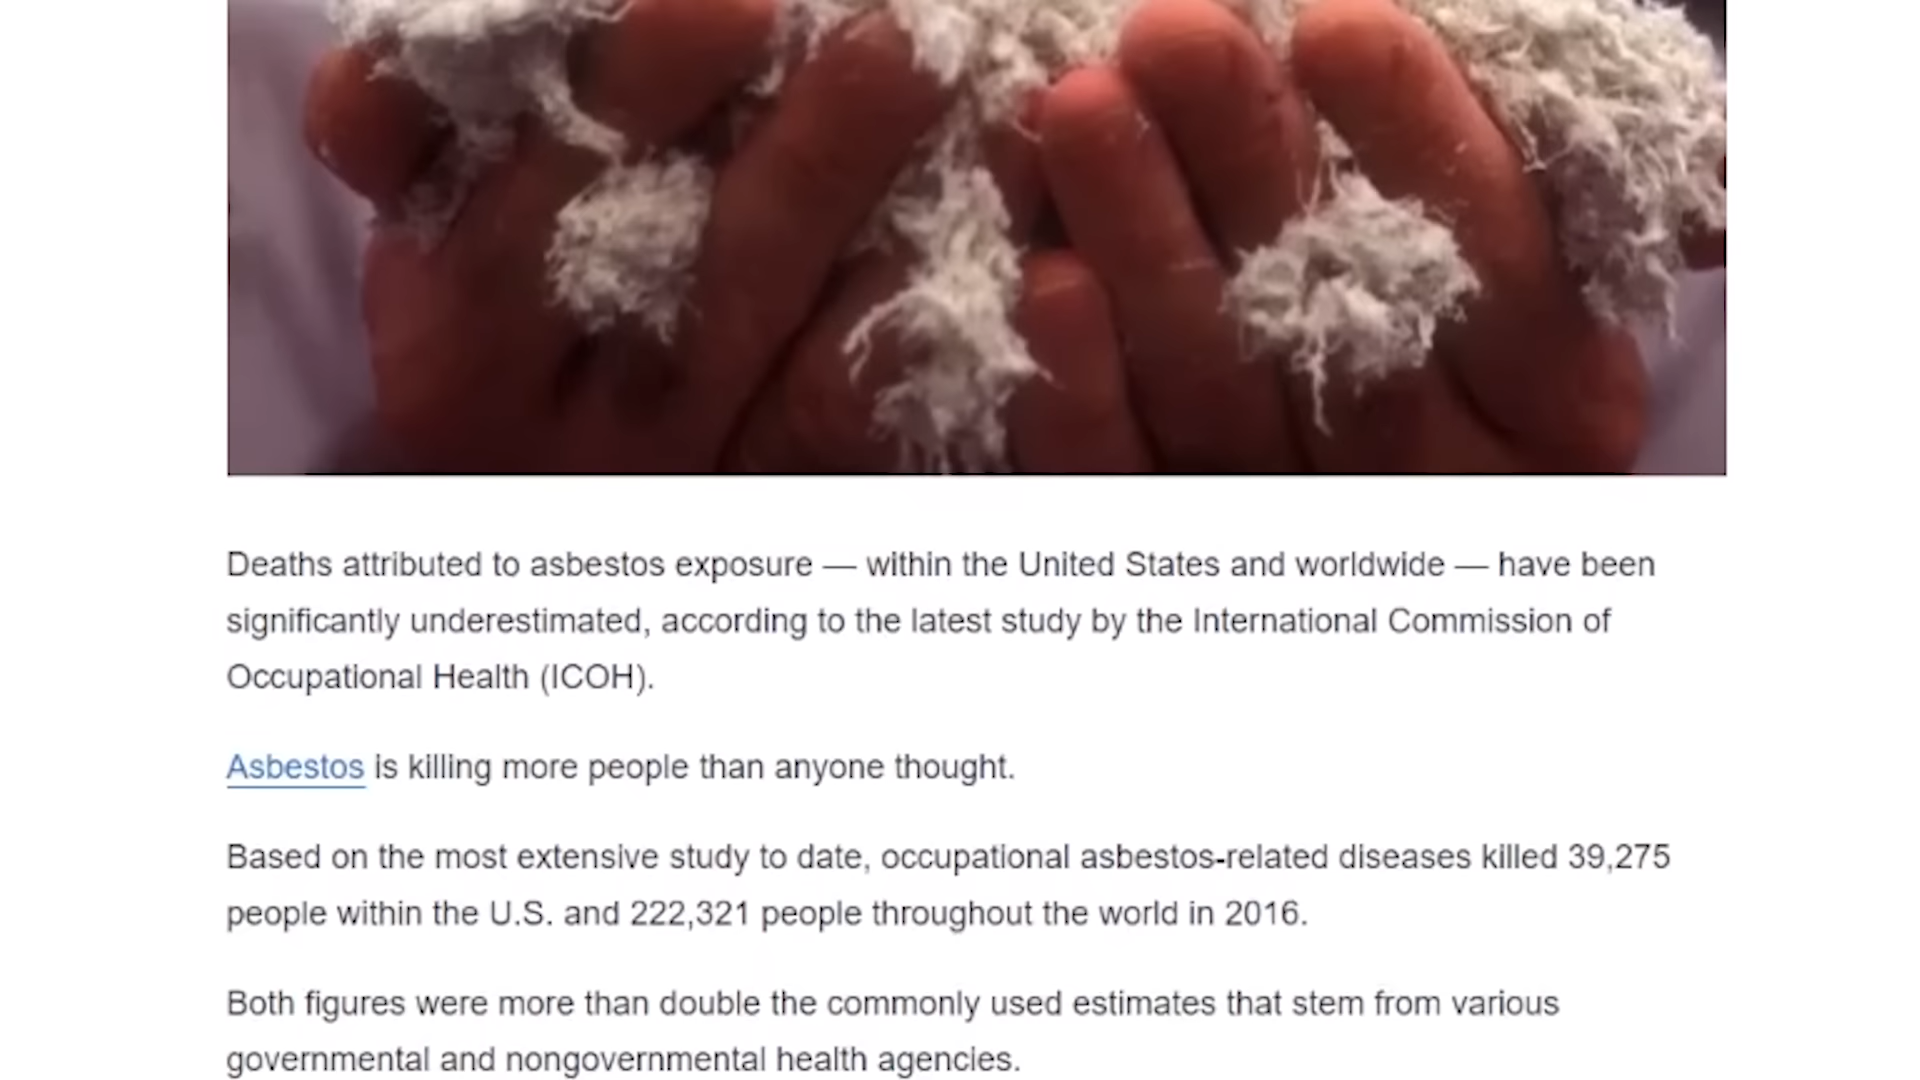 Deaths attributed to asbestos exposure — within the United States and worldwide — have been
significantly underestimated, according to the latest study by the International Commission of
Occupational Health (ICOH).
Asbestos is killing more people than anyone thought.
Based on the most extensive study to date, occupational asbestos-related diseases killed 39,275
people within the U.S. and 222,321 people throughout the world in 2016.
Both figures were more than double the commonly used estimates that stem from various
governmental and nongovernmental health agencies.